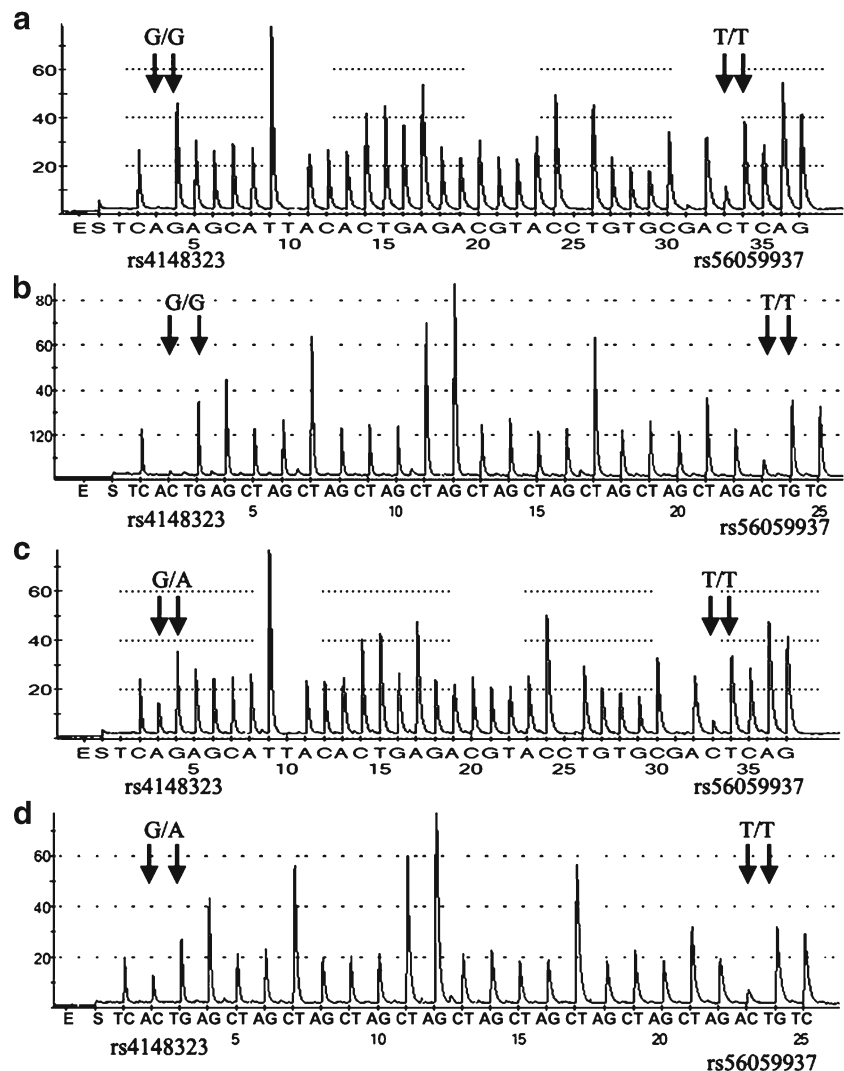 a
G/G T/T
60
40
20
E S T C A G A G C A T T A C A C T G A G A C G T A C C T G T G C G A C T C A G
5 10 15 20 25 30 35
rs4148323 rs56059937
b
G/G T/T
80
60
40
120
E S TC AC TG AG CT AG CT AG CT AG CT AG CT AG CT AG CT AG CT AG AC TG TC
5 10 15 20 25
rs4148323 rs56059937
c
G/A T/T
60
40
20
E S T C A G A G C A T T A C A C T G A G A C G T A C C T G T G C G A C T C A G
5 10 15 20 25 30 35
rs4148323 rs56059937
d
G/A T/T
60
40
20
E S TC AC TG AG CT AG CT AG CT AG CT AG CT AG CT AG CT AG CT AG AC TG TC
5 10 15 20 25
rs4148323 rs56059937